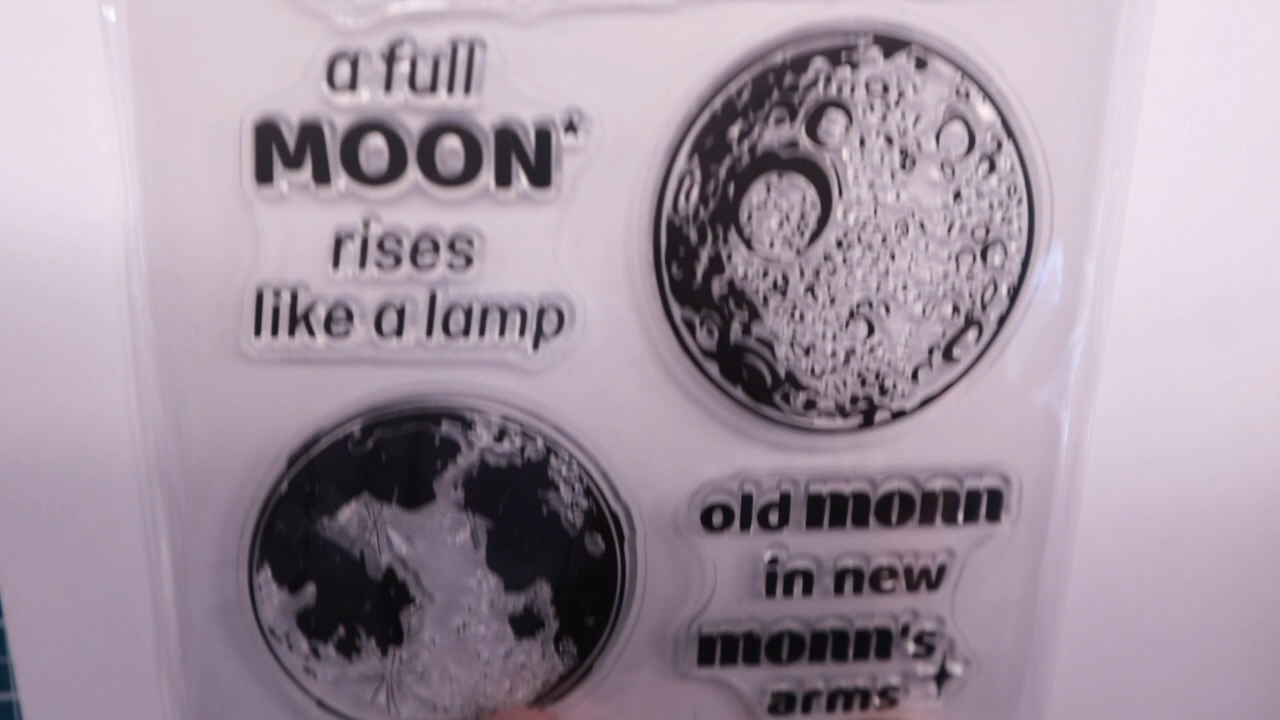 a full
MOON
rises
like a lamp
old monn
in new
monn's
arms